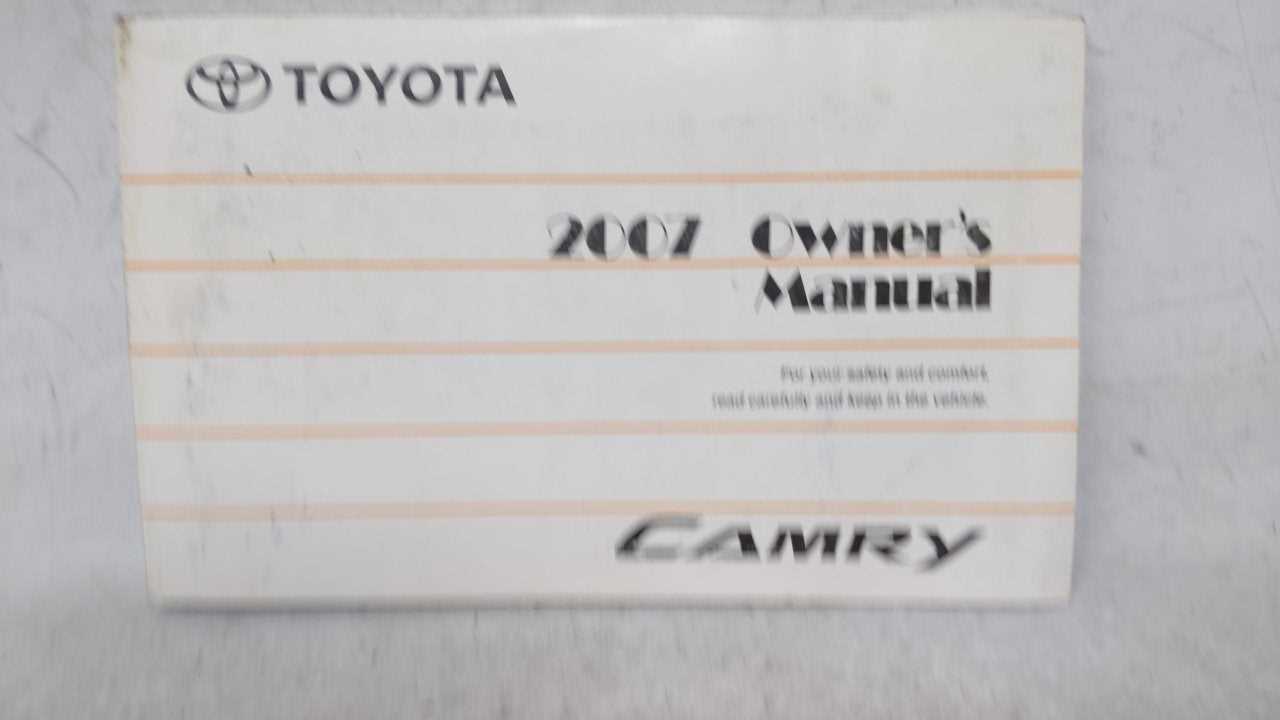 TOYOTA
2007 Owner's
Manual
For your safety and comfort,
read carefully and keep in the vehicle.
CAMRY